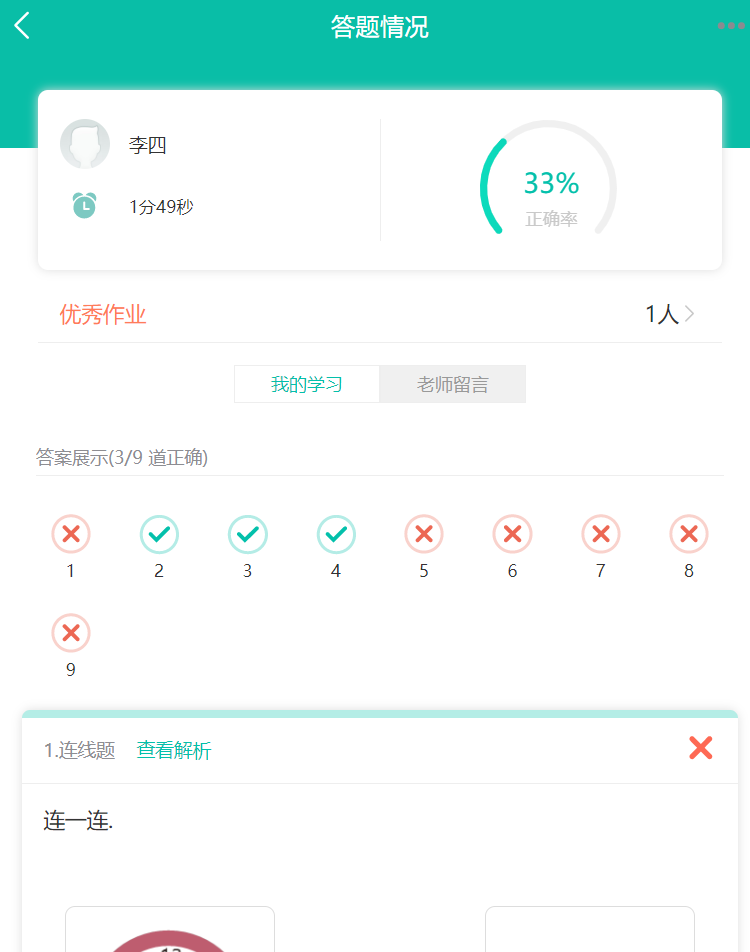 答题情况
李四
1分49秒
33%
正确率
优秀作业 1人
我的学习 老师留言
答案展示(3/9 道正确)
1 2 3 4 5 6 7 8
9
1.连线题 查看解析
连一连.